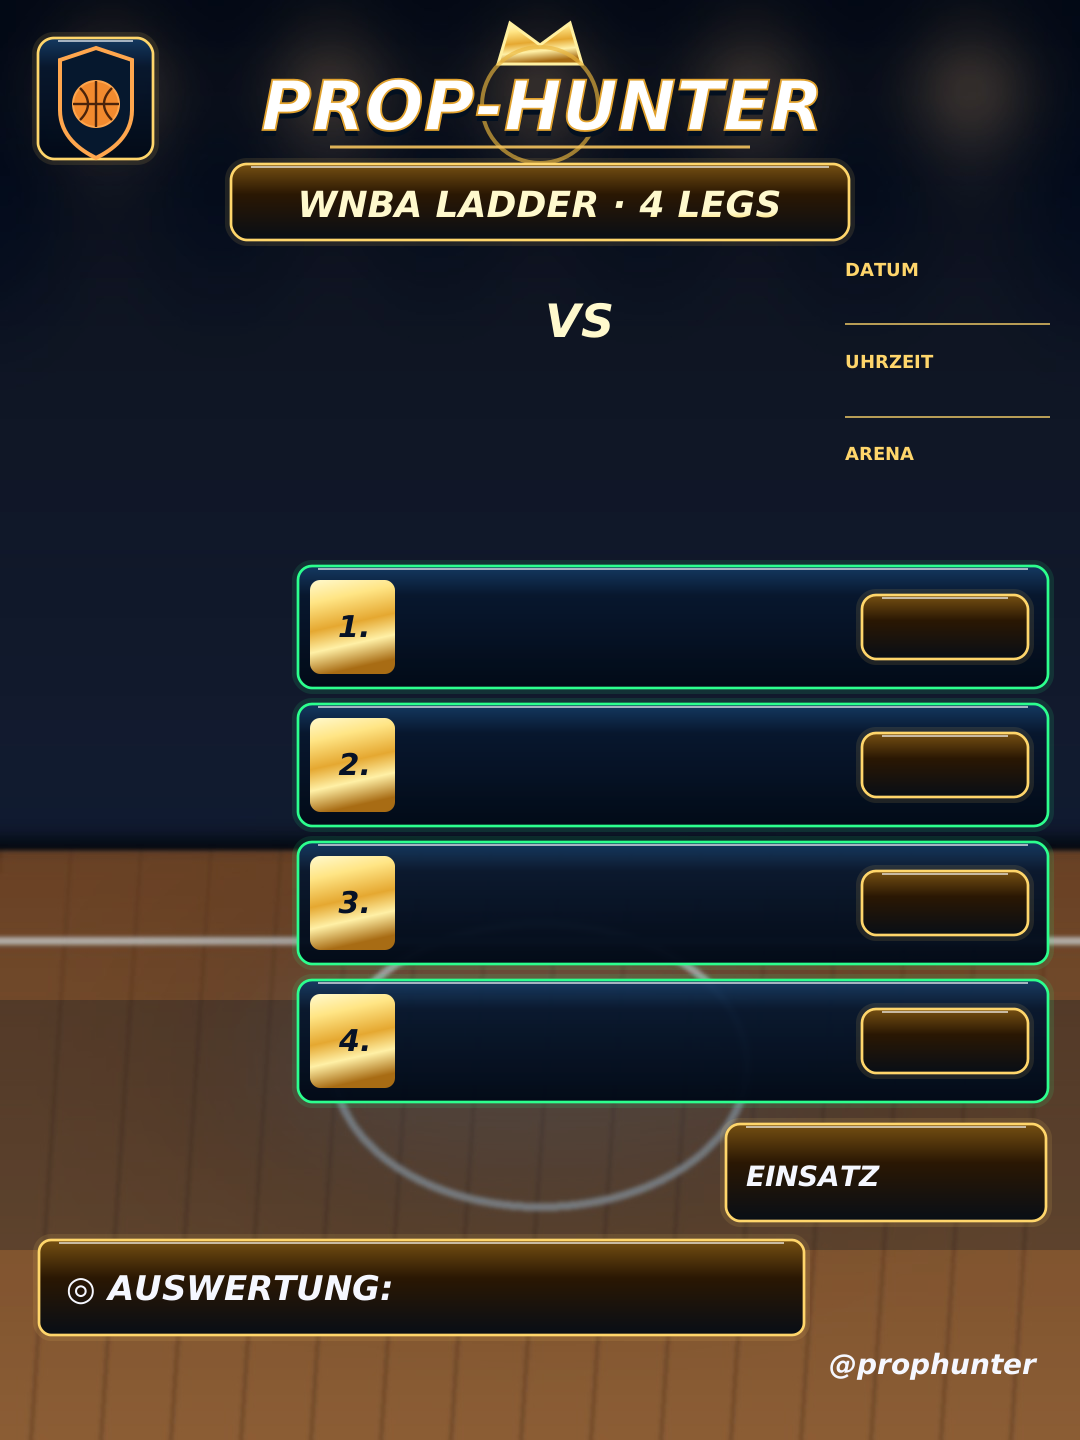 PROP-HUNTER
WNBA LADDER · 4 LEGS
VS
DATUM
UHRZEIT
ARENA
1.
2.
3.
4.
EINSATZ
◎ AUSWERTUNG:
@prophunter